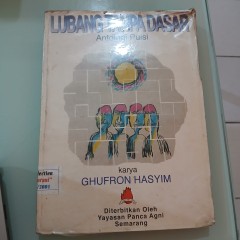 LUBANG TANPA DASAR
Antologi Puisi
karya
GHUFRON HASYIM
Diterbitkan Oleh
Yayasan Panca Agni
Semarang